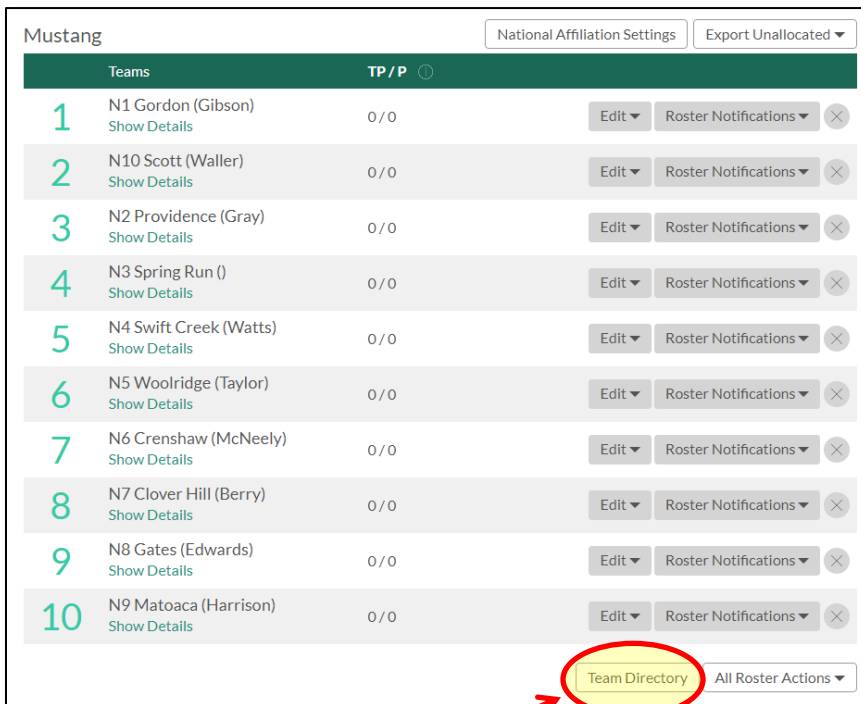 Mustang National Affiliation Settings Export Unallocated
Teams TP / P
1 N1 Gordon (Gibson) 0 / 0 Edit Roster Notifications
Show Details
2 N10 Scott (Waller) 0 / 0 Edit Roster Notifications
Show Details
3 N2 Providence (Gray) 0 / 0 Edit Roster Notifications
Show Details
4 N3 Spring Run () 0 / 0 Edit Roster Notifications
Show Details
5 N4 Swift Creek (Watts) 0 / 0 Edit Roster Notifications
Show Details
6 N5 Woolridge (Taylor) 0 / 0 Edit Roster Notifications
Show Details
7 N6 Crenshaw (McNeely) 0 / 0 Edit Roster Notifications
Show Details
8 N7 Clover Hill (Berry) 0 / 0 Edit Roster Notifications
Show Details
9 N8 Gates (Edwards) 0 / 0 Edit Roster Notifications
Show Details
10 N9 Matoaca (Harrison) 0 / 0 Edit Roster Notifications
Show Details
Team Directory All Roster Actions